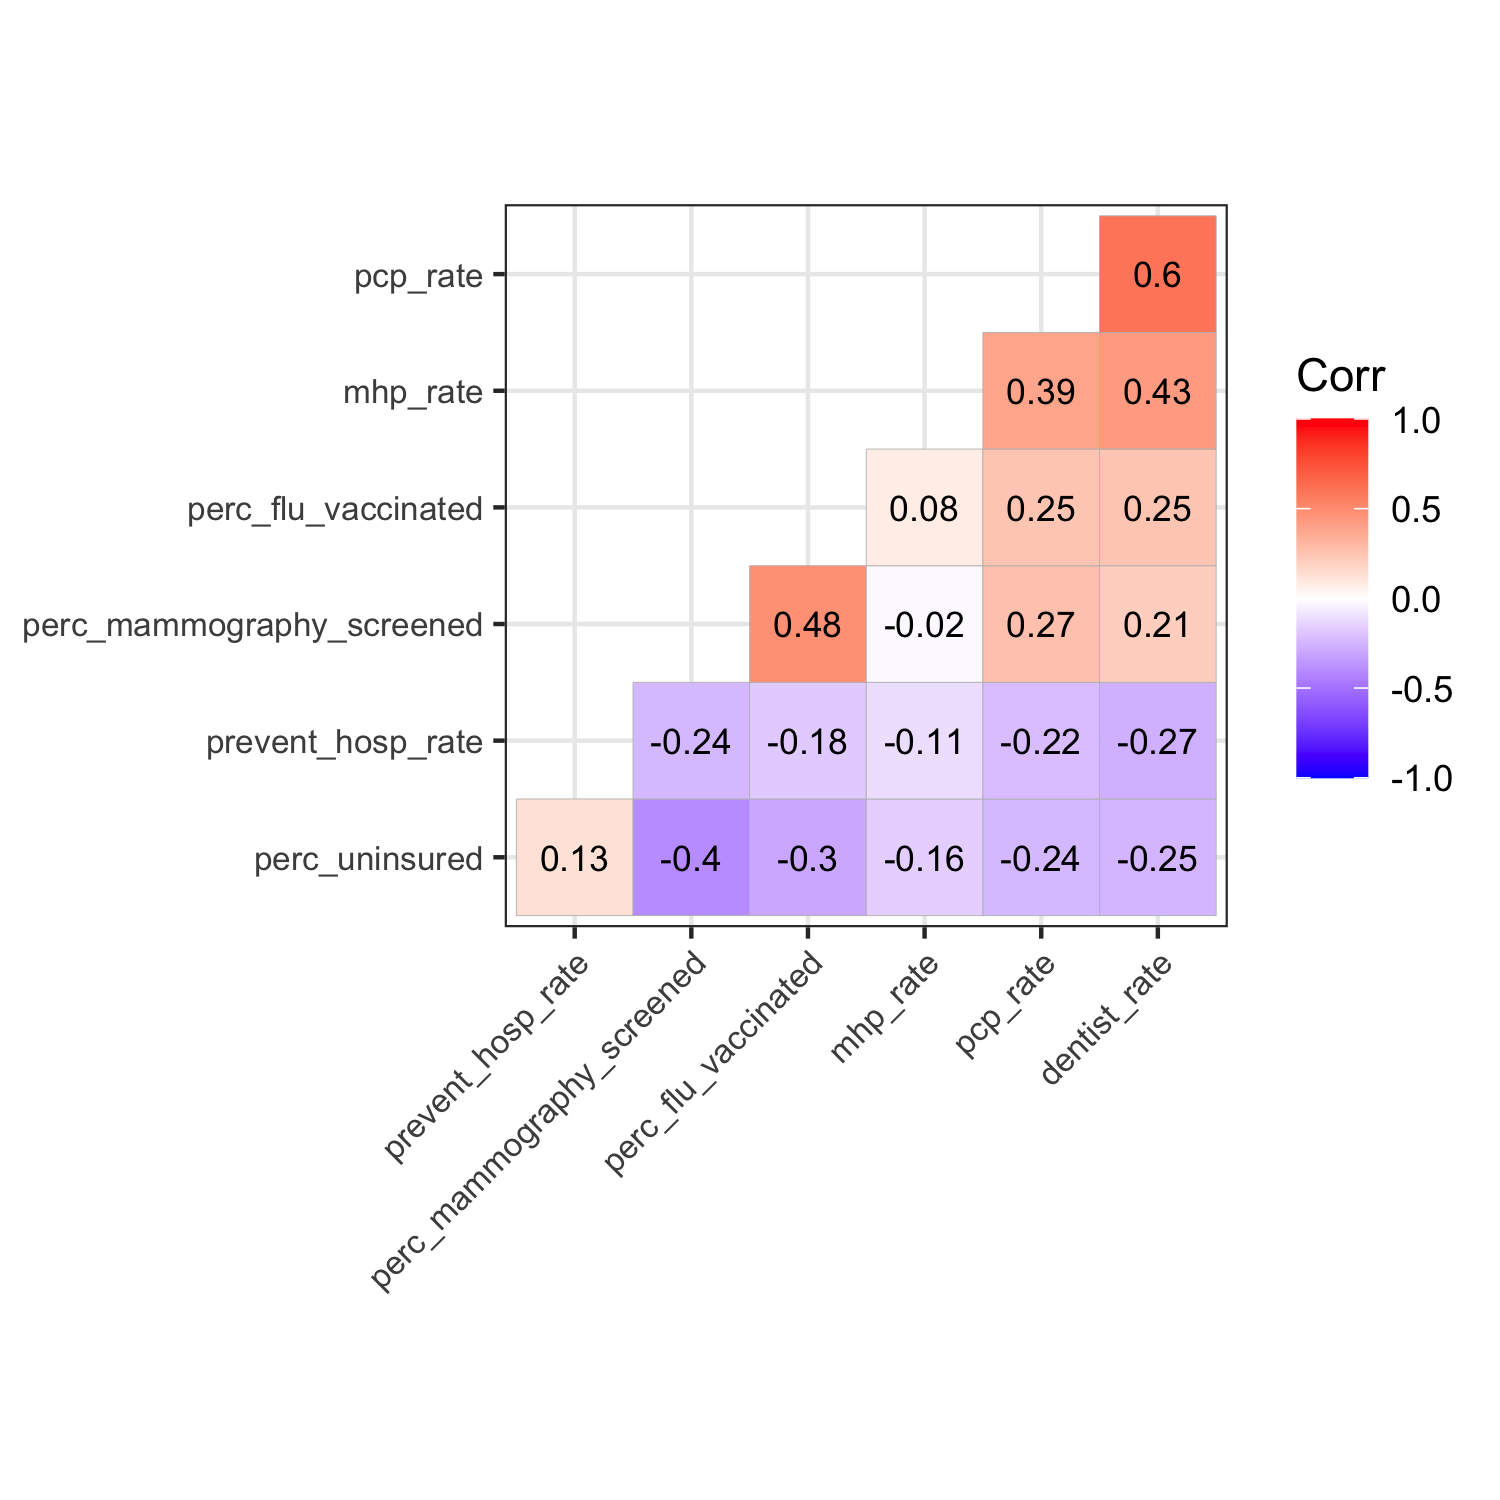 pcp_rate 0.6
mhp_rate 0.39 0.43
perc_flu_vaccinated 0.08 0.25 0.25
perc_mammography_screened 0.48 -0.02 0.27 0.21
prevent_hosp_rate -0.24 -0.18 -0.11 -0.22 -0.27
perc_uninsured 0.13 -0.4 -0.3 -0.16 -0.24 -0.25
prevent_hosp_rate
perc_mammography_screened
perc_flu_vaccinated
mhp_rate
pcp_rate
dentist_rate
Corr
1.0
0.5
0.0
-0.5
-1.0